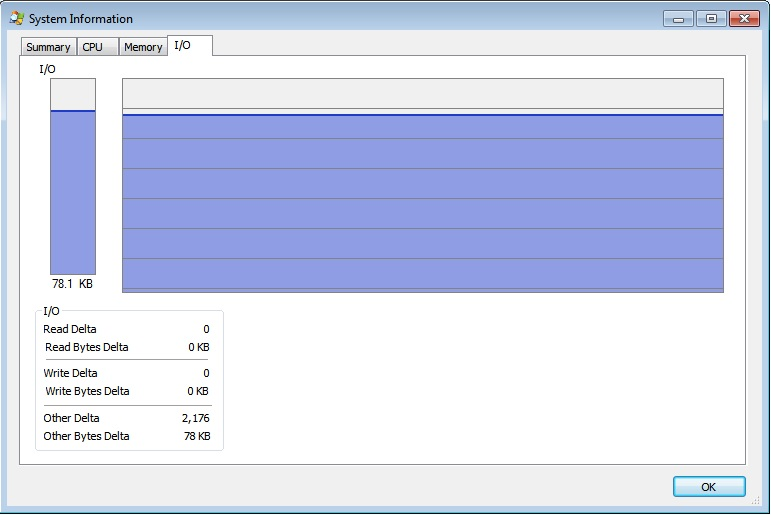 System Information
Summary CPU Memory I/O
I/O
78.1 KB
I/O
Read Delta 0
Read Bytes Delta 0 KB
Write Delta 0
Write Bytes Delta 0 KB
Other Delta 2,176
Other Bytes Delta 78 KB
OK